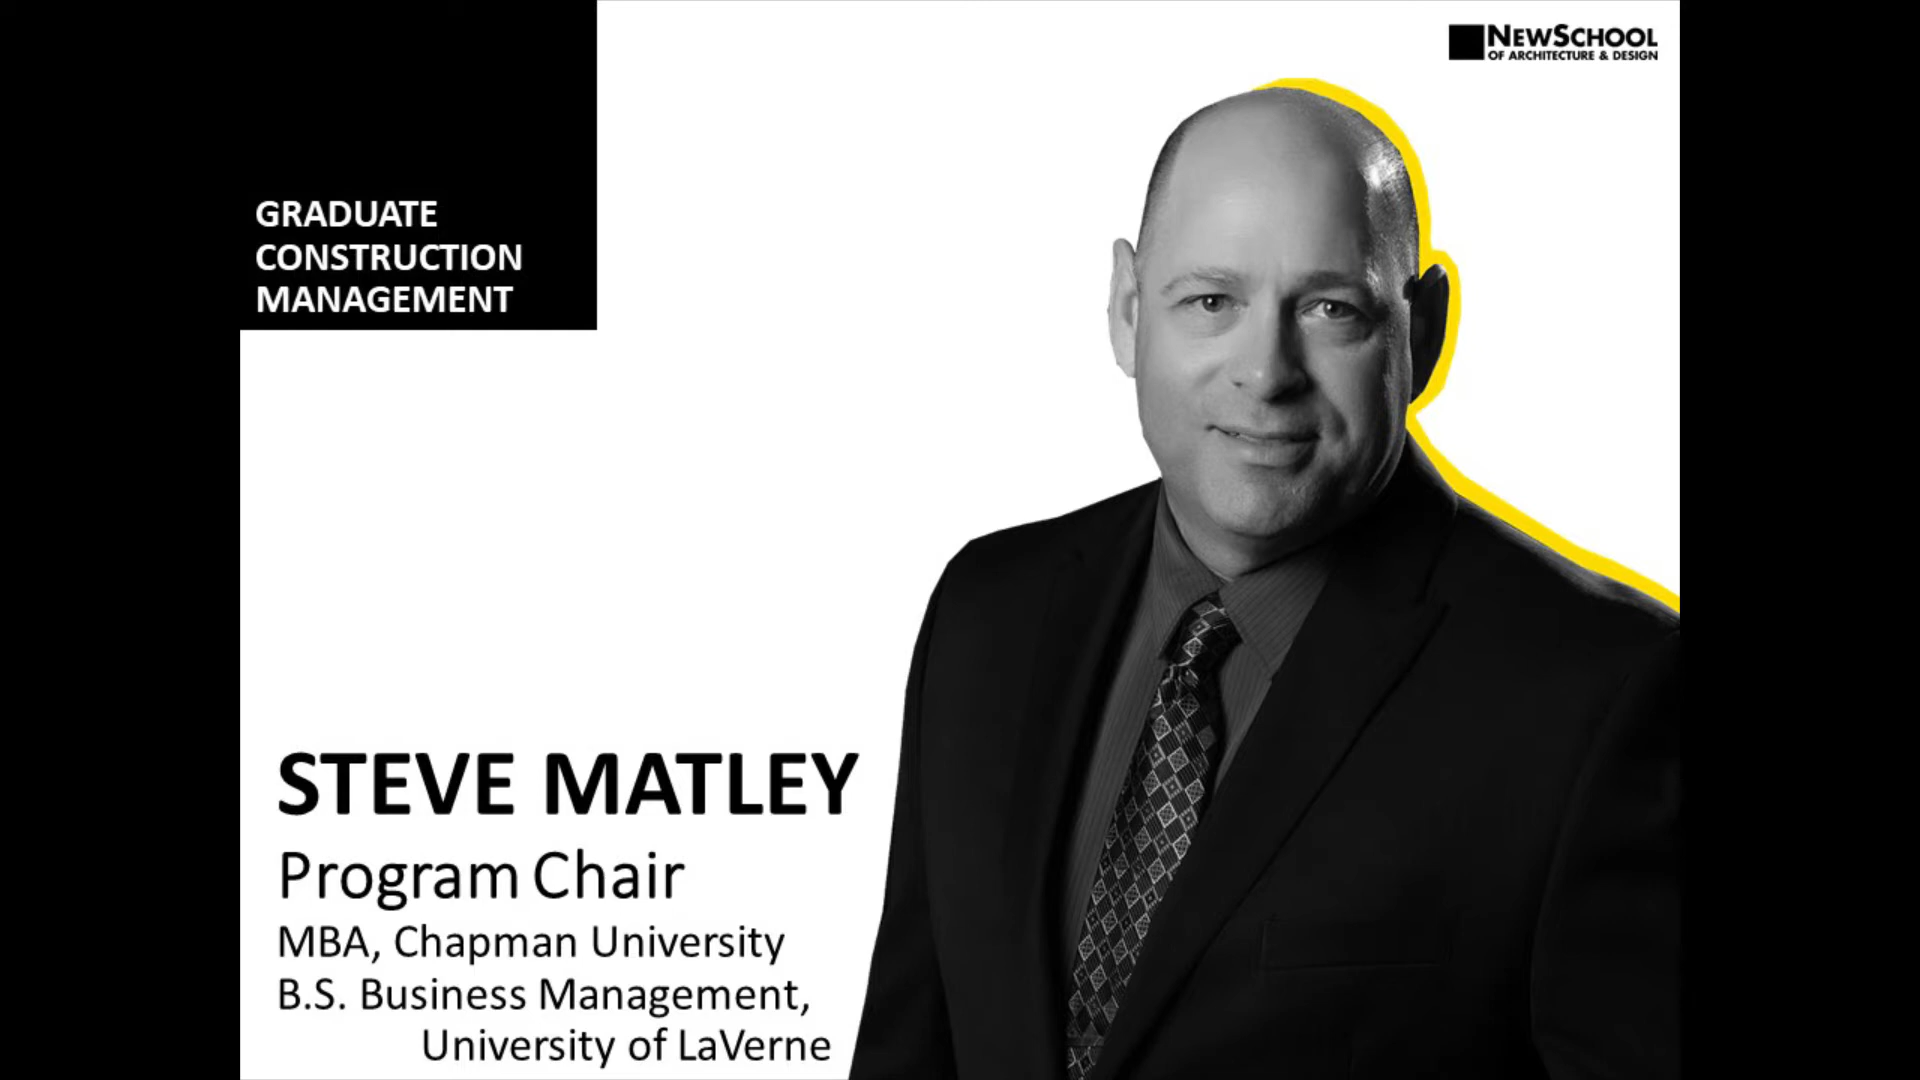 NEWSCHOOL
OF ARCHITECTURE & DESIGN
GRADUATE
CONSTRUCTION
MANAGEMENT
STEVE MATLEY
Program Chair
MBA, Chapman University
B.S. Business Management,
University of LaVerne